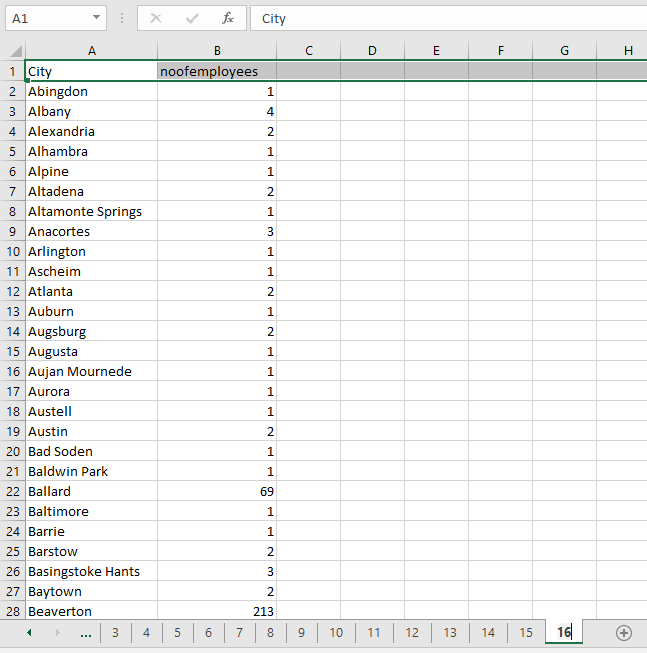 A1 fx City
A B C D E F G H
1 City noofemployees
2 Abingdon 1
3 Albany 4
4 Alexandria 2
5 Alhambra 1
6 Alpine 1
7 Altadena 2
8 Altamonte Springs 1
9 Anacortes 3
10 Arlington 1
11 Ascheim 1
12 Atlanta 2
13 Auburn 1
14 Augsburg 2
15 Augusta 1
16 Aujan Mournede 1
17 Aurora 1
18 Austell 1
19 Austin 2
20 Bad Soden 1
21 Baldwin Park 1
22 Ballard 69
23 Baltimore 1
24 Barrie 1
25 Barstow 2
26 Basingstoke Hants 3
27 Baytown 2
28 Beaverton 213
... 3 4 5 6 7 8 9 10 11 12 13 14 15 16